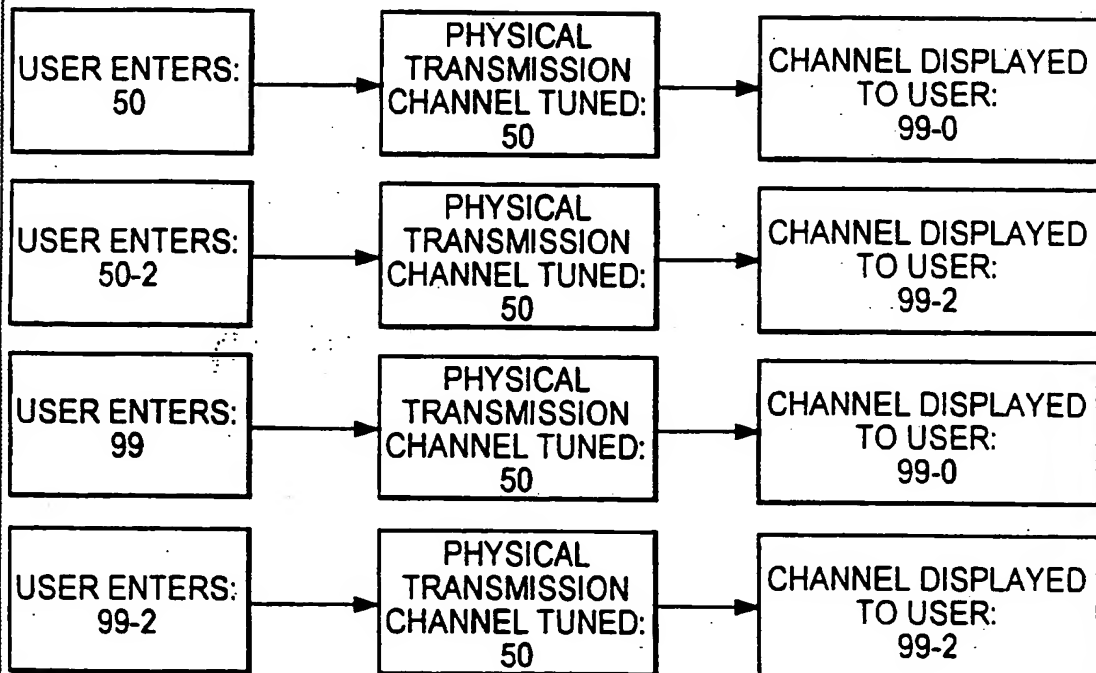 USER ENTERS:
50
PHYSICAL
TRANSMISSION
CHANNEL TUNED:
50
CHANNEL DISPLAYED
TO USER:
99-0
USER ENTERS:
50-2
PHYSICAL
TRANSMISSION
CHANNEL TUNED:
50
CHANNEL DISPLAYED
TO USER:
99-2
USER ENTERS:
99
PHYSICAL
TRANSMISSION
CHANNEL TUNED:
50
CHANNEL DISPLAYED
TO USER:
99-0
USER ENTERS:
99-2
PHYSICAL
TRANSMISSION
CHANNEL TUNED:
50
CHANNEL DISPLAYED
TO USER:
99-2